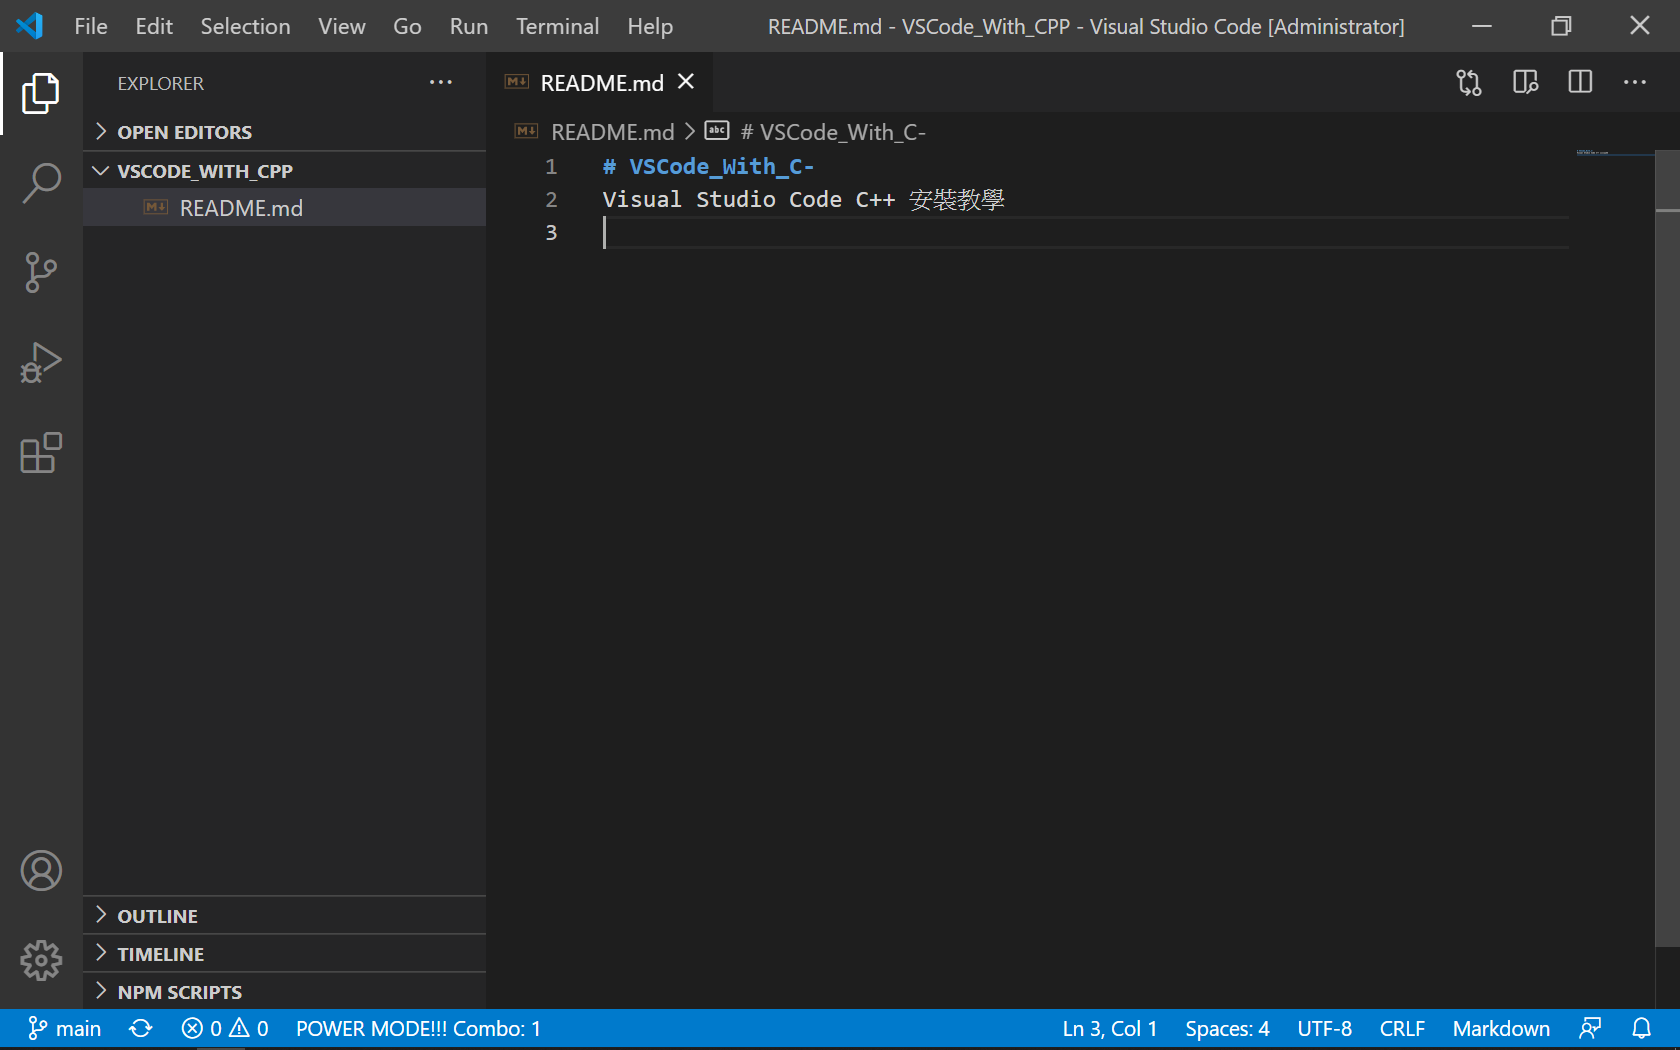 File Edit Selection View Go Run Terminal Help README.md - VSCode_With_CPP - Visual Studio Code [Administrator]
EXPLORER
README.md
OPEN EDITORS
README.md > # VSCode_With_C-
VSCODE_WITH_CPP
README.md
1 # VSCode_With_C-
2 Visual Studio Code C++ 安裝教學
3
OUTLINE
TIMELINE
NPM SCRIPTS
main 0 0 POWER MODE!!! Combo: 1 Ln 3, Col 1 Spaces: 4 UTF-8 CRLF Markdown